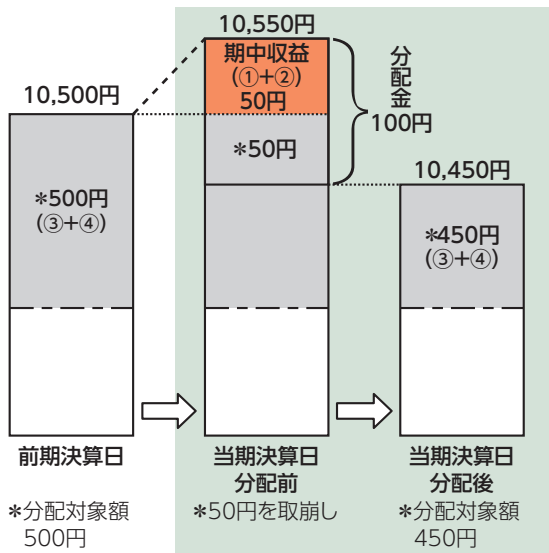 10,500円
*500円
(③+④)
前期決算日
*分配対象額
500円
10,550円
期中収益
(①+②)
50円
*50円
分配金
100円
当期決算日
分配前
*50円を取崩し
10,450円
*450円
(③+④)
当期決算日
分配後
*分配対象額
450円